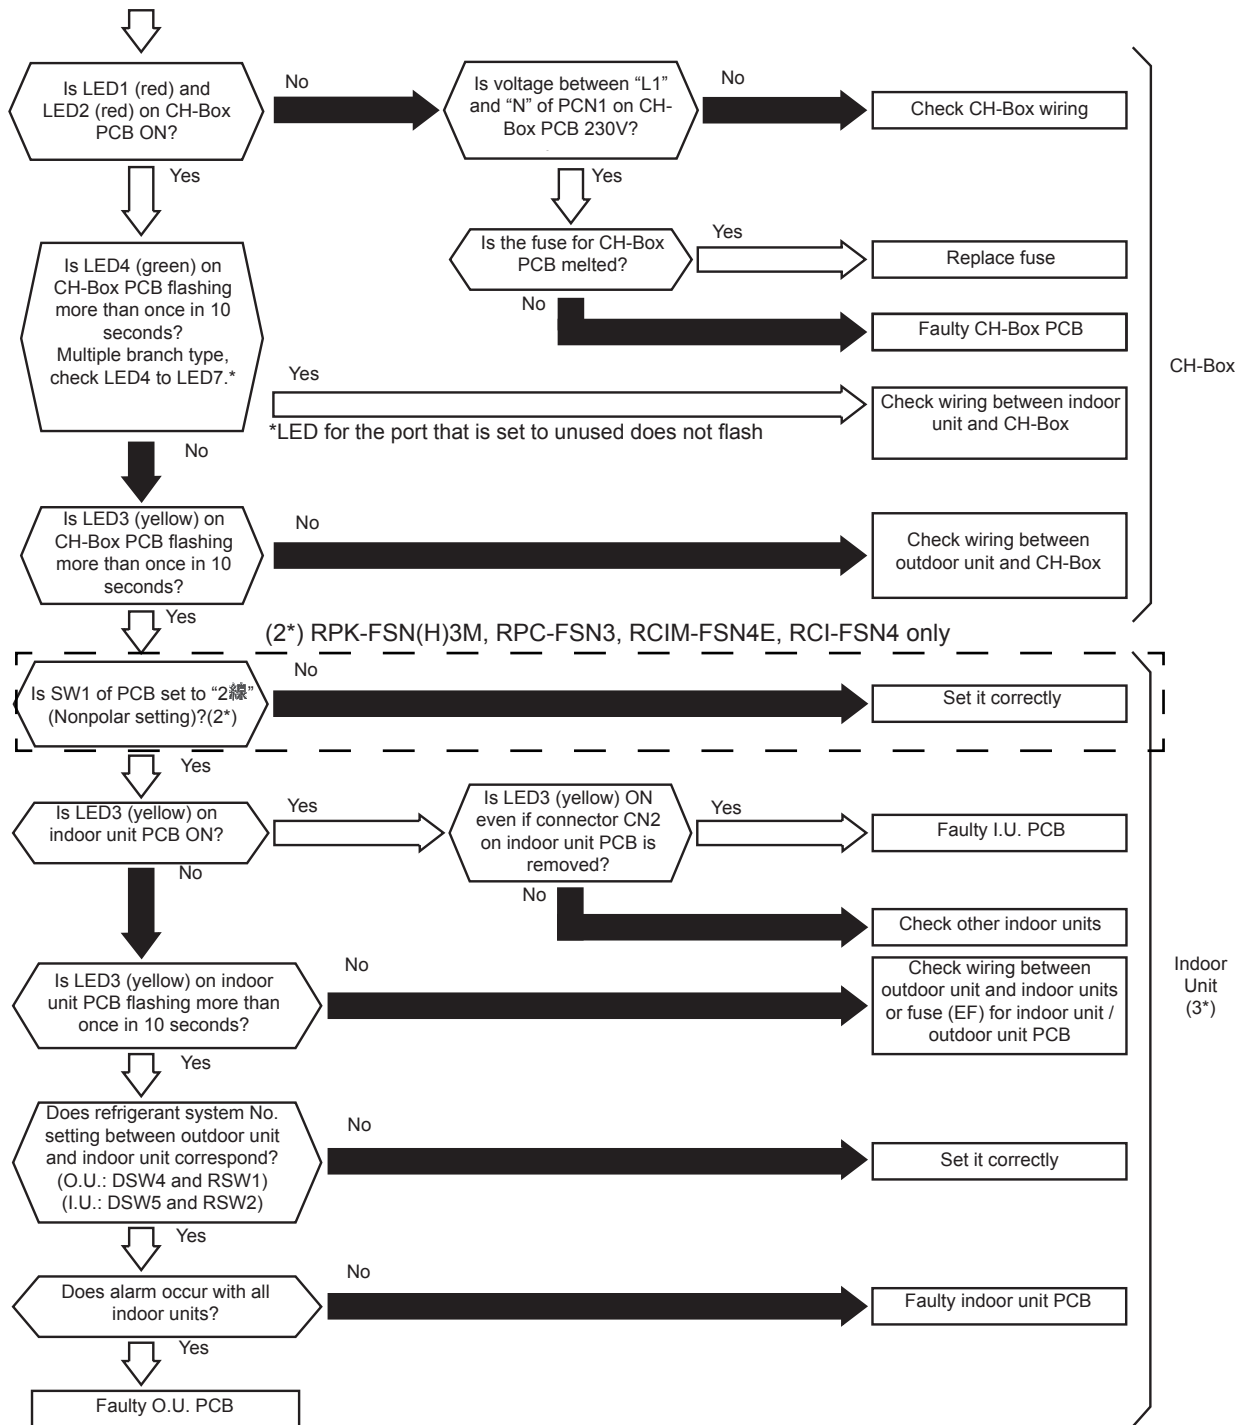 Is LED1 (red) and
LED2 (red) on CH-Box
PCB ON?
No
Is voltage between “L1”
and “N” of PCN1 on CH-
Box PCB 230V?
No
Check CH-Box wiring
Yes
Yes
Is the fuse for CH-Box
PCB melted?
Yes
Replace fuse
No
Faulty CH-Box PCB
Is LED4 (green) on
CH-Box PCB flashing
more than once in 10
seconds?
Multiple branch type,
check LED4 to LED7.*
Yes
Check wiring between indoor
unit and CH-Box
*LED for the port that is set to unused does not flash
CH-Box
No
Is LED3 (yellow) on
CH-Box PCB flashing
more than once in 10
seconds?
No
Check wiring between
outdoor unit and CH-Box
Yes
(2*) RPK-FSN(H)3M, RPC-FSN3, RCIM-FSN4E, RCI-FSN4 only
Is SW1 of PCB set to “2線”
(Nonpolar setting)?(2*)
No
Set it correctly
Yes
Is LED3 (yellow) on
indoor unit PCB ON?
Yes
Is LED3 (yellow) ON
even if connector CN2
on indoor unit PCB is
removed?
Yes
Faulty I.U. PCB
No
No
Check other indoor units
Is LED3 (yellow) on indoor
unit PCB flashing more than
once in 10 seconds?
No
Check wiring between
outdoor unit and indoor units
or fuse (EF) for indoor unit /
outdoor unit PCB
Indoor
Unit
(3*)
Yes
Does refrigerant system No.
setting between outdoor unit
and indoor unit correspond?
(O.U.: DSW4 and RSW1)
(I.U.: DSW5 and RSW2)
No
Set it correctly
Yes
Does alarm occur with all
indoor units?
No
Faulty indoor unit PCB
Yes
Faulty O.U. PCB